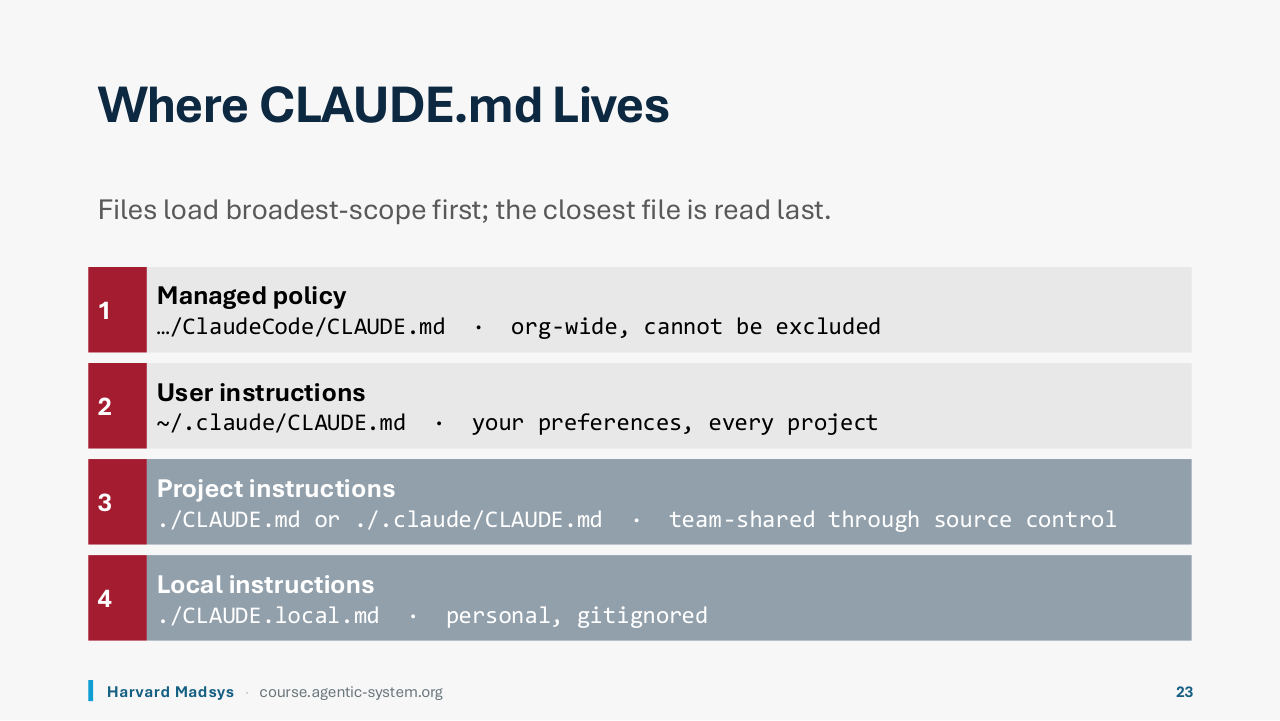 Where CLAUDE.md Lives
Files load broadest-scope first; the closest file is read last.
1
Managed policy
…/ClaudeCode/CLAUDE.md · org-wide, cannot be excluded
2
User instructions
~/.claude/CLAUDE.md · your preferences, every project
3
Project instructions
./CLAUDE.md or ./.claude/CLAUDE.md · team-shared through source control
4
Local instructions
./CLAUDE.local.md · personal, gitignored
Harvard Madsys · course.agentic-system.org
23